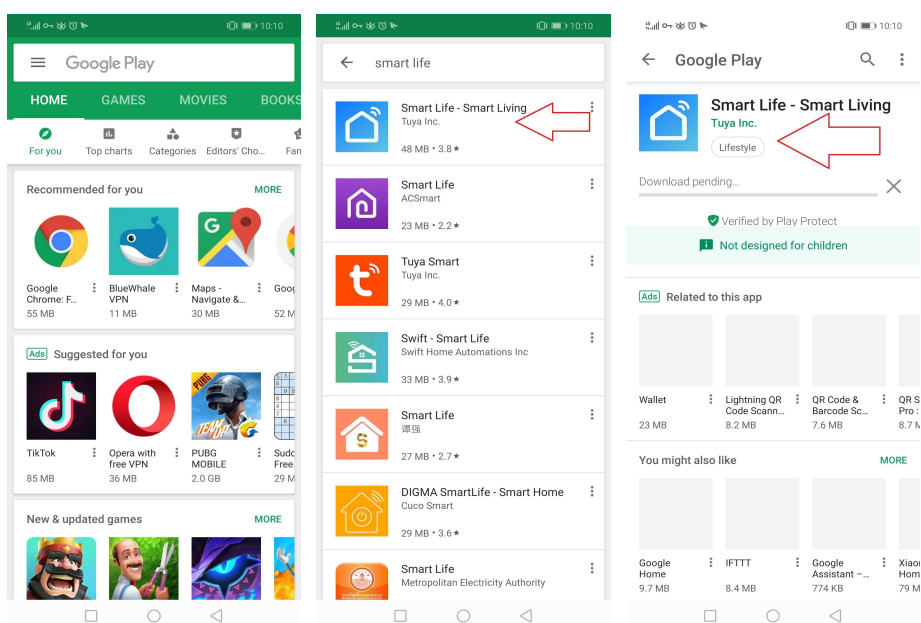 10:10
Google Play
HOME GAMES MOVIES BOOKS
For you Top charts Categories Editors' Cho... Fan
Recommended for you MORE
Google Chrome: F... 55 MB
BlueWhale VPN 11 MB
Maps - Navigate &... 30 MB
Goog 52 M
Ads Suggested for you
TikTok 85 MB
Opera with free VPN 36 MB
PUBG MOBILE 2.0 GB
Sudo Free 29 M
New & updated games MORE
10:10
smart life
Smart Life - Smart Living
Tuya Inc.
48 MB • 3.8 ★
Smart Life
ACSmart
23 MB • 2.2 ★
Tuya Smart
Tuya Inc.
29 MB • 4.0 ★
Swift - Smart Life
Swift Home Automations Inc
33 MB • 3.9 ★
Smart Life
谭强
27 MB • 2.7 ★
DIGMA SmartLife - Smart Home
Cuco Smart
29 MB • 3.6 ★
Smart Life
Metropolitan Electricity Authority
10:10
Google Play
Smart Life - Smart Living
Tuya Inc.
Lifestyle
Download pending...
Verified by Play Protect
Not designed for children
Ads Related to this app
Wallet 23 MB
Lightning QR Code Scann... 8.2 MB
QR Code & Barcode Sc... 7.6 MB
QR S Pro : 8.7 M
You might also like MORE
Google Home 9.7 MB
IFTTT 8.4 MB
Google Assistant –... 774 KB
Xiaor Home 79 M